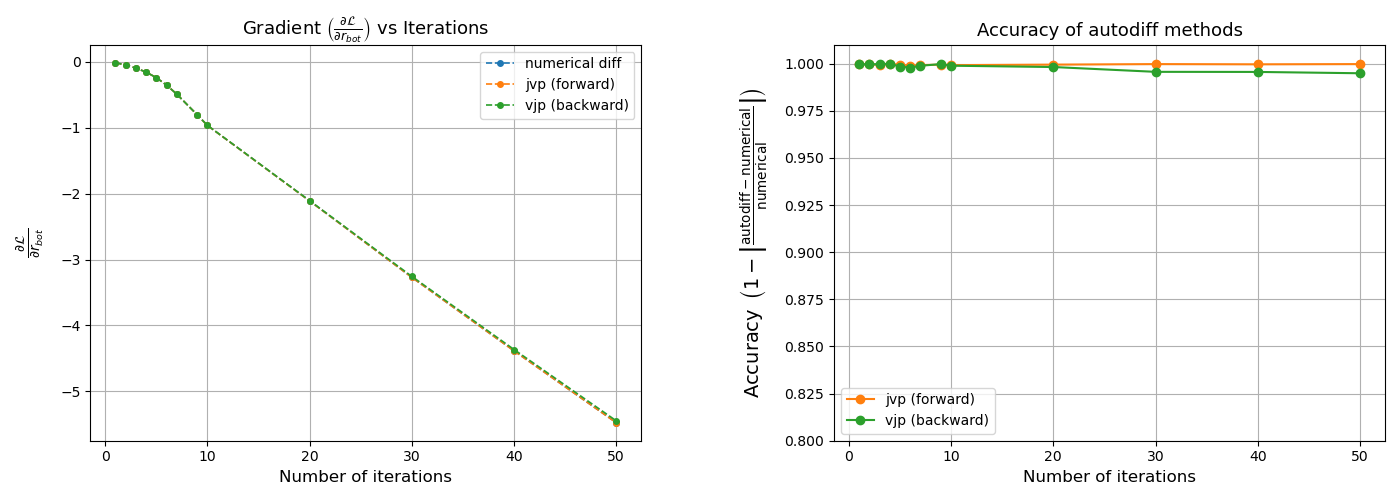 Gradient (∂ℒ/∂r_bot) vs Iterations
numerical diff
jvp (forward)
vjp (backward)
0
−1
−2
−3
−4
−5
∂ℒ/∂r_bot
0 10 20 30 40 50
Number of iterations
Accuracy of autodiff methods
1.000
0.975
0.950
0.925
0.900
0.875
0.850
0.825
0.800
Accuracy (1 − |autodiff − numerical/numerical|)
jvp (forward)
vjp (backward)
0 10 20 30 40 50
Number of iterations